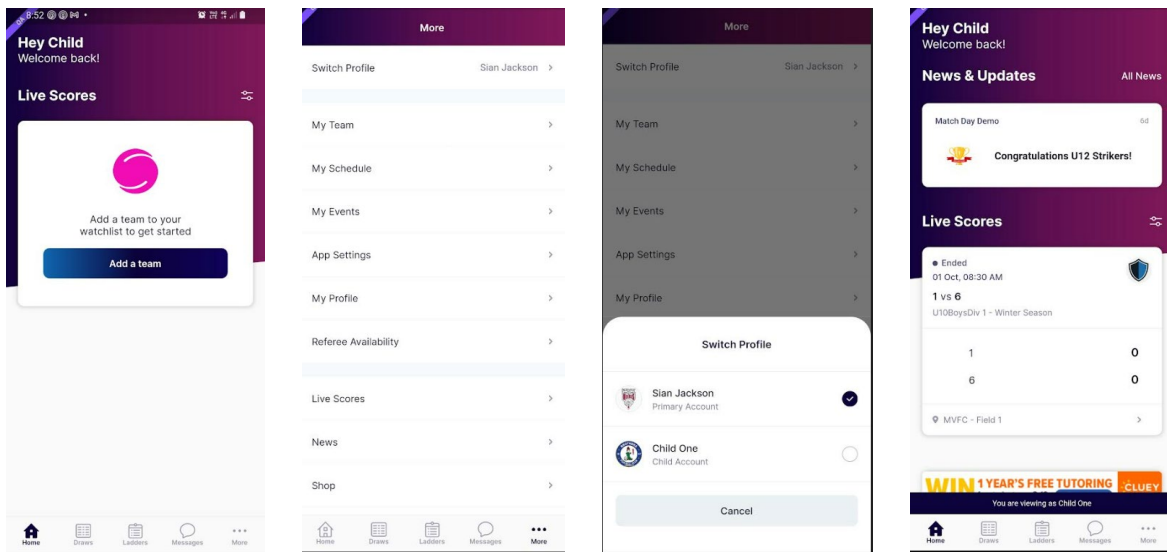 8:52
Hey Child
Welcome back!
Live Scores
Add a team to your
watchlist to get started
Add a team
Home Draws Ladders Messages More
More
Switch Profile Sian Jackson >
My Team >
My Schedule >
My Events >
App Settings >
My Profile >
Referee Availability >
Live Scores >
News >
Shop >
Home Draws Ladders Messages More
More
Switch Profile Sian Jackson >
My Team >
My Schedule >
My Events >
App Settings >
My Profile >
Switch Profile
Sian Jackson
Primary Account
Child One
Child Account
Cancel
Hey Child
Welcome back!
News & Updates All News
Match Day Demo 6d
Congratulations U12 Strikers!
Live Scores
Ended
01 Oct, 08:30 AM
1 vs 6
U10BoysDiv 1 - Winter Season
1 0
6 0
MVFC - Field 1 >
WIN 1 YEAR'S FREE TUTORING CLUEY
You are viewing as Child One
Home Draws Ladders Messages More